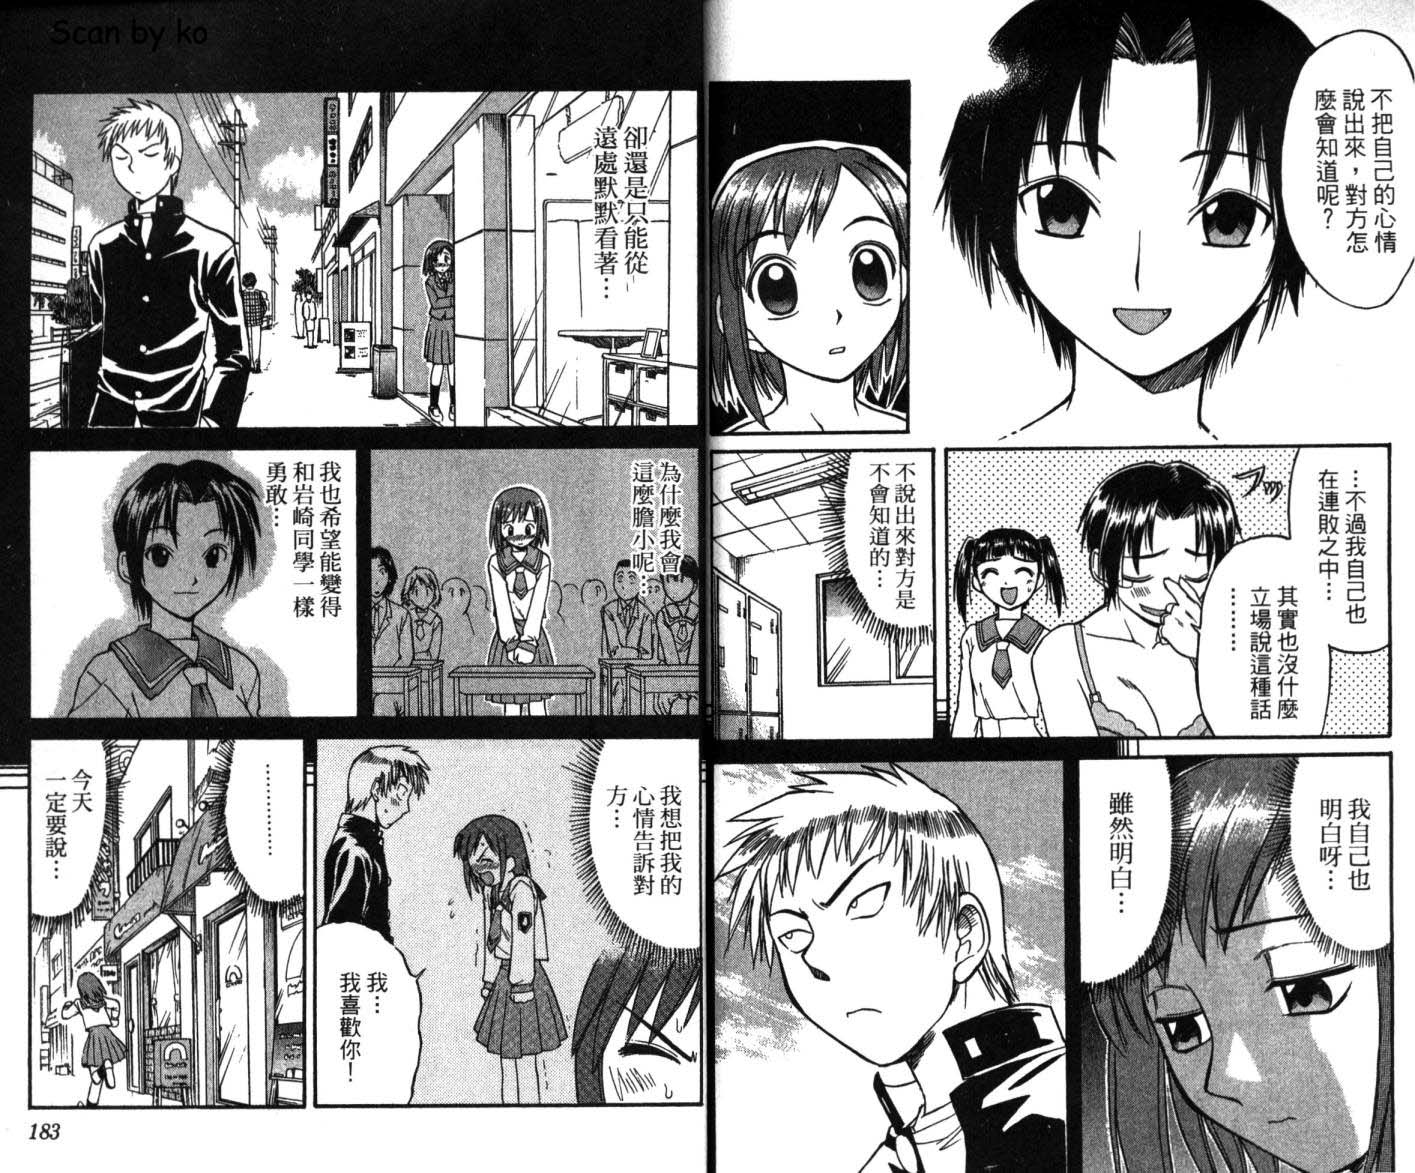 Scan by ko
不把自己的心情
說出來，對方怎
麼會知道呢？
…不過我自己也
在連敗之中…
其實也沒什麼
立場說這種話
………
不說出來對方是
不會知道的…
我自己也
明白呀…
雖然明白…
卻還是只能從
遠處默默看著…
為什麼我會
這麼膽小呢…
我也希望能變得
和岩崎同學一樣
勇敢…
我想把我的
心情告訴對
方…
我…
我喜歡你！
…………
今天
一定要說…
183